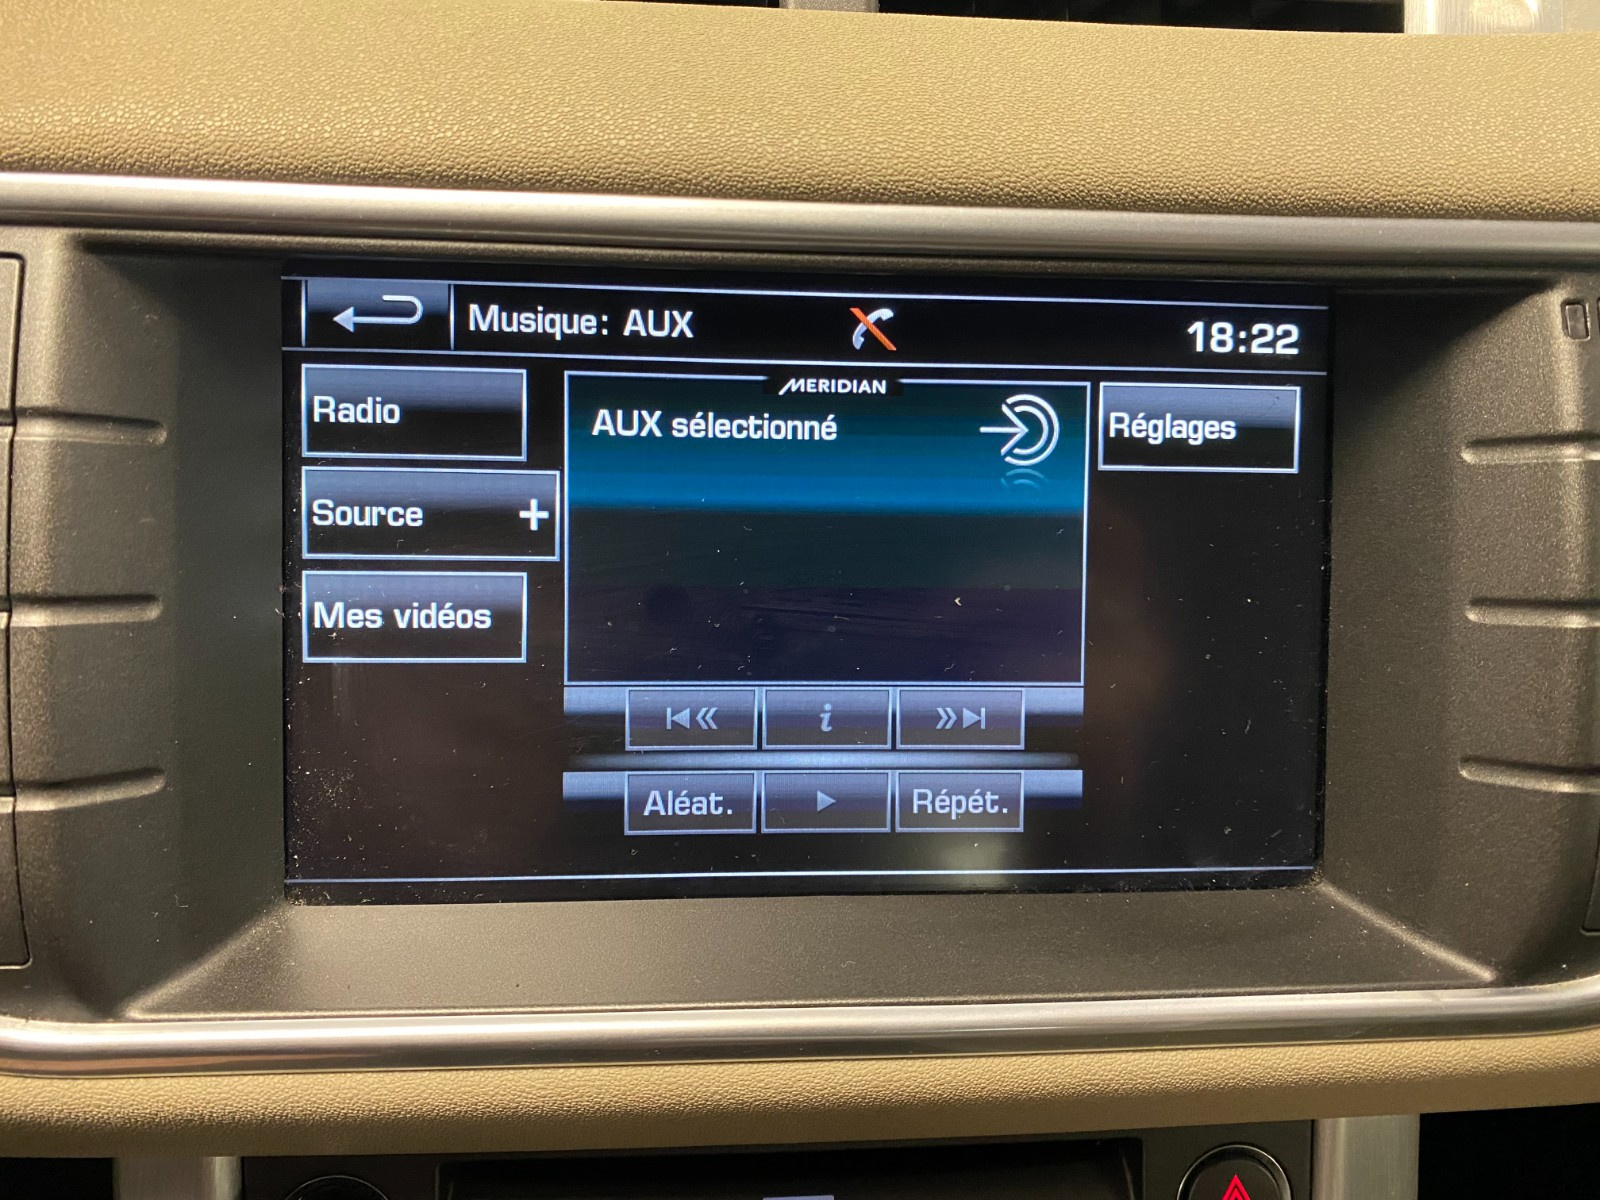 Musique: AUX
18:22
Radio
Source +
Mes vidéos
MERIDIAN
AUX sélectionné
Réglages
i
Aléat.
Répét.